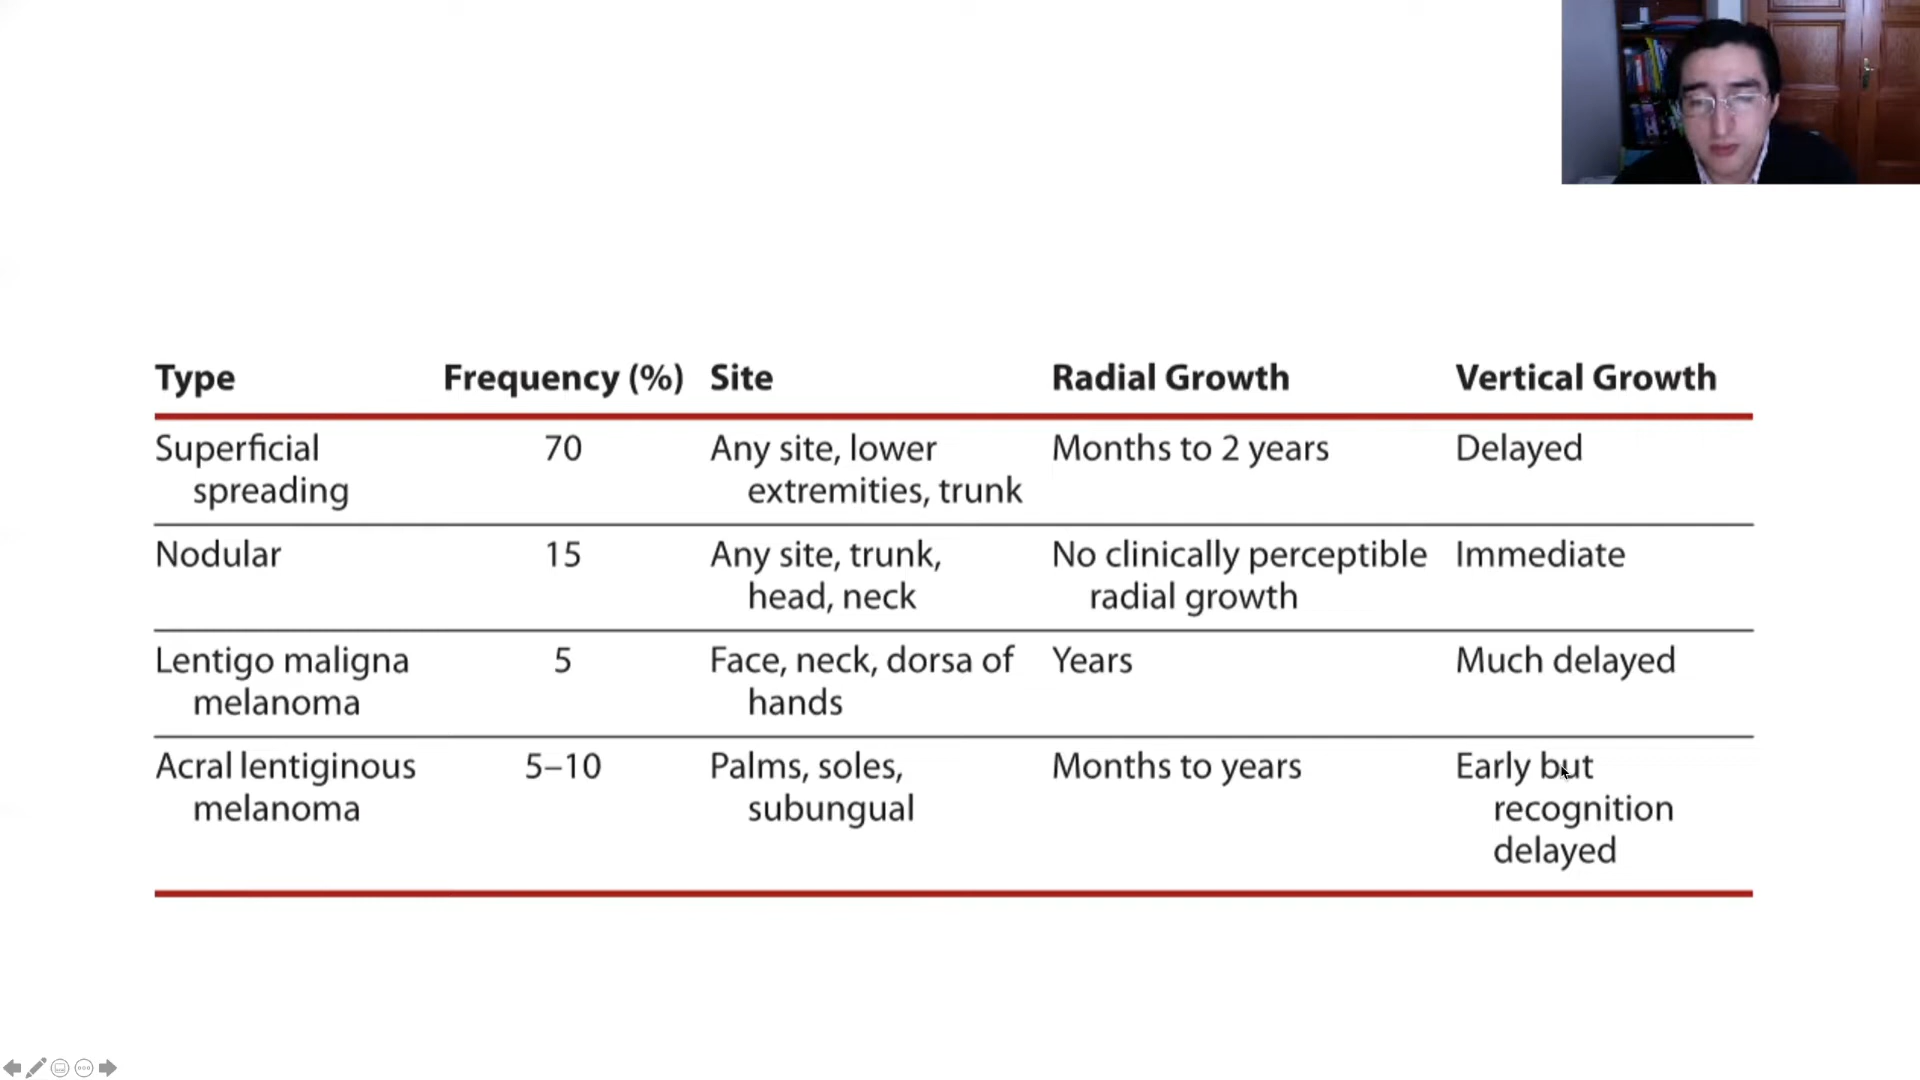 Type Frequency (%) Site Radial Growth Vertical Growth
Superficial 70 Any site, lower Months to 2 years Delayed
spreading extremities, trunk
Nodular 15 Any site, trunk, No clinically perceptible Immediate
head, neck radial growth
Lentigo maligna 5 Face, neck, dorsa of Years Much delayed
melanoma hands
Acral lentiginous 5–10 Palms, soles, Months to years Early but
melanoma subungual recognition
delayed